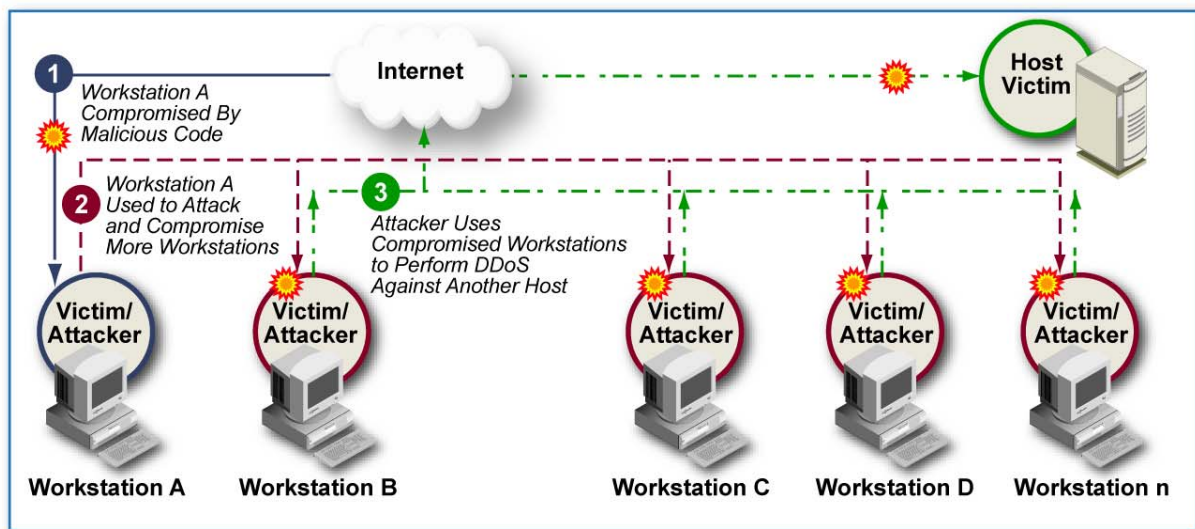 1
Workstation A
Compromised By
Malicious Code
Internet
Host
Victim
2
Workstation A
Used to Attack
and Compromise
More Workstations
3
Attacker Uses
Compromised Workstations
to Perform DDoS
Against Another Host
Victim/
Attacker
Workstation A
Victim/
Attacker
Workstation B
Victim/
Attacker
Workstation C
Victim/
Attacker
Workstation D
Victim/
Attacker
Workstation n